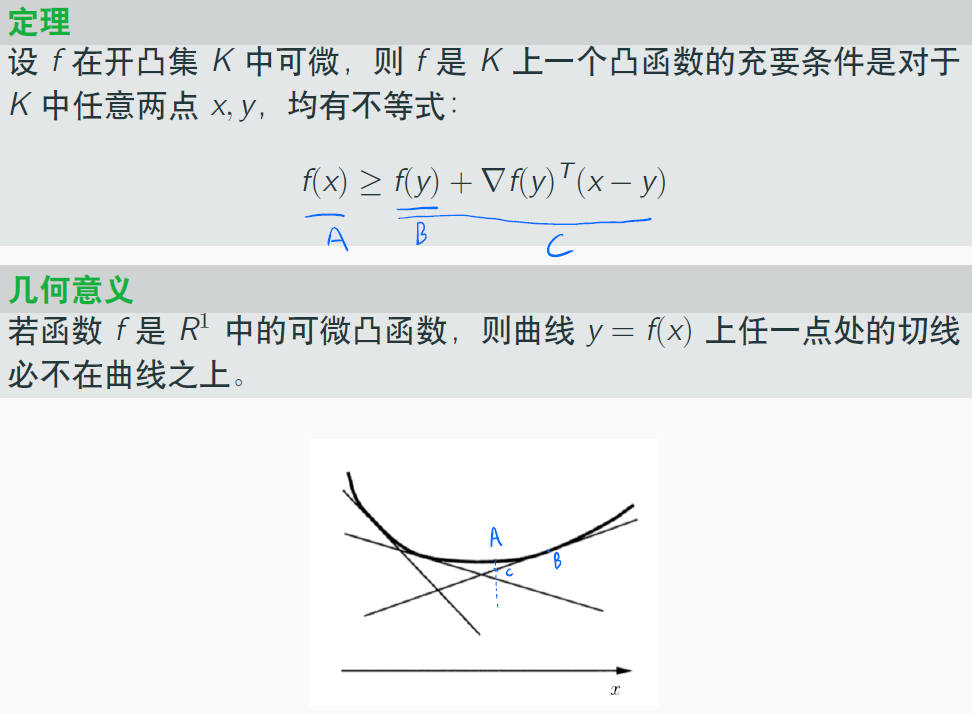 定理
设 f 在开凸集 K 中可微，则 f 是 K 上一个凸函数的充要条件是对于
K 中任意两点 x, y，均有不等式：
f(x) ≥ f(y) + ∇f(y)ᵀ(x − y)
A B C
几何意义
若函数 f 是 R¹ 中的可微凸函数，则曲线 y = f(x) 上任一点处的切线
必不在曲线之上。
A
B
c
x